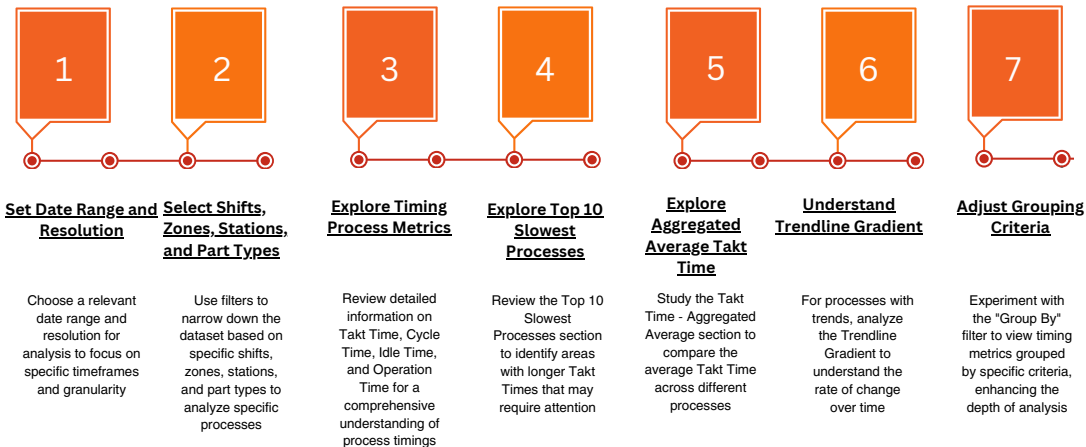 1
2
3
4
5
6
7
Set Date Range and
Resolution
Select Shifts,
Zones, Stations,
and Part Types
Explore Timing
Process Metrics
Explore Top 10
Slowest
Processes
Explore
Aggregated
Average Takt
Time
Understand
Trendline Gradient
Adjust Grouping
Criteria
Choose a relevant
date range and
resolution for
analysis to focus on
specific timeframes
and granularity
Use filters to
narrow down the
dataset based on
specific shifts,
zones, stations,
and part types to
analyze specific
processes
Review detailed
information on
Takt Time, Cycle
Time, Idle Time,
and Operation
Time for a
comprehensive
understanding of
process timings
Review the Top 10
Slowest
Processes section
to identify areas
with longer Takt
Times that may
require attention
Study the Takt
Time - Aggregated
Average section to
compare the
average Takt Time
across different
processes
For processes with
trends, analyze
the Trendline
Gradient to
understand the
rate of change
over time
Experiment with
the "Group By"
filter to view timing
metrics grouped
by specific criteria,
enhancing the
depth of analysis